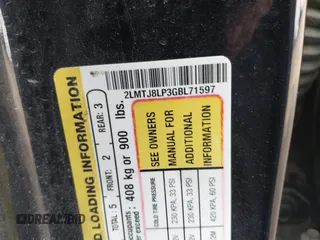 2LMTJ8LP3GBL71597
D LOADING INFORMATION
TOTAL: 5 FRONT: 2 REAR: 3
408 kg or 900 lbs.
SEE OWNERS
MANUAL FOR
ADDITIONAL
INFORMATION
COLD TIRE PRESSURE
230 KPA, 33 PSI
230 KPA, 33 PSI
420 KPA, 60 PSI
DREAMBID